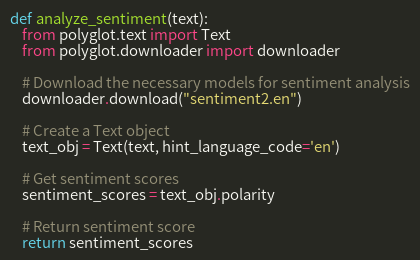 def analyze_sentiment(text):
    from polyglot.text import Text
    from polyglot.downloader import downloader

    # Download the necessary models for sentiment analysis
    downloader.download("sentiment2.en")

    # Create a Text object
    text_obj = Text(text, hint_language_code='en')

    # Get sentiment scores
    sentiment_scores = text_obj.polarity

    # Return sentiment score
    return sentiment_scores